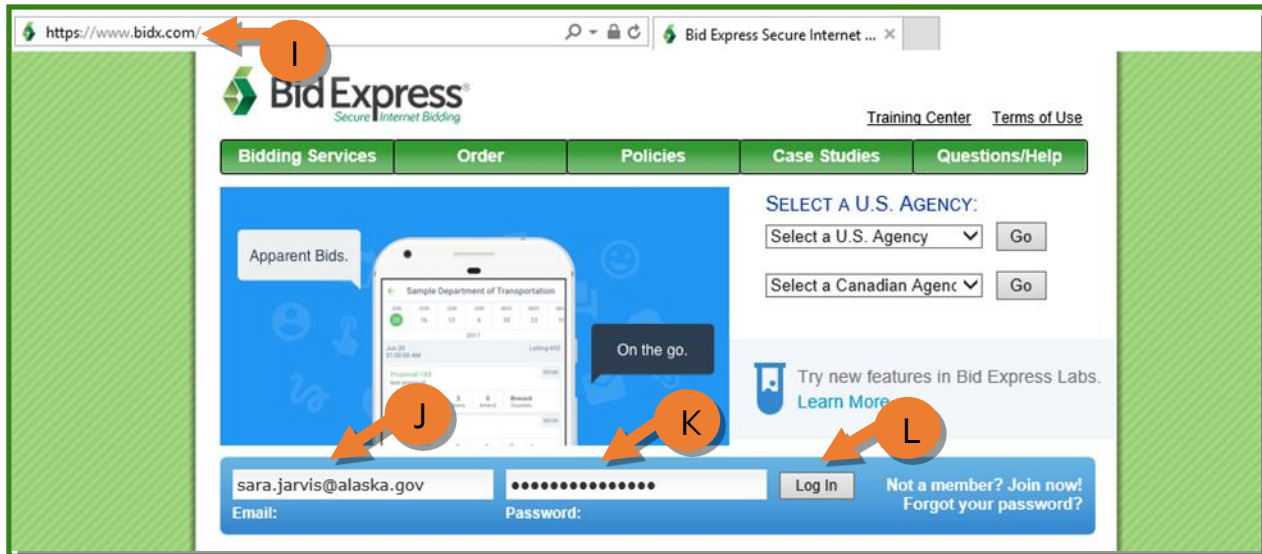 https://www.bidx.com/
Bid Express Secure Internet ... ×
I
Bid Express®
Secure Internet Bidding
Training Center Terms of Use
Bidding Services Order Policies Case Studies Questions/Help
SELECT A U.S. AGENCY:
Select a U.S. Agency Go
Select a Canadian Agenc Go
Apparent Bids.
Sample Department of Transportation
2017
On the go.
Try new features in Bid Express Labs.
Learn More
J
K
L
sara.jarvis@alaska.gov •••••••••••••••• Log In Not a member? Join now!
Email: Password: Forgot your password?